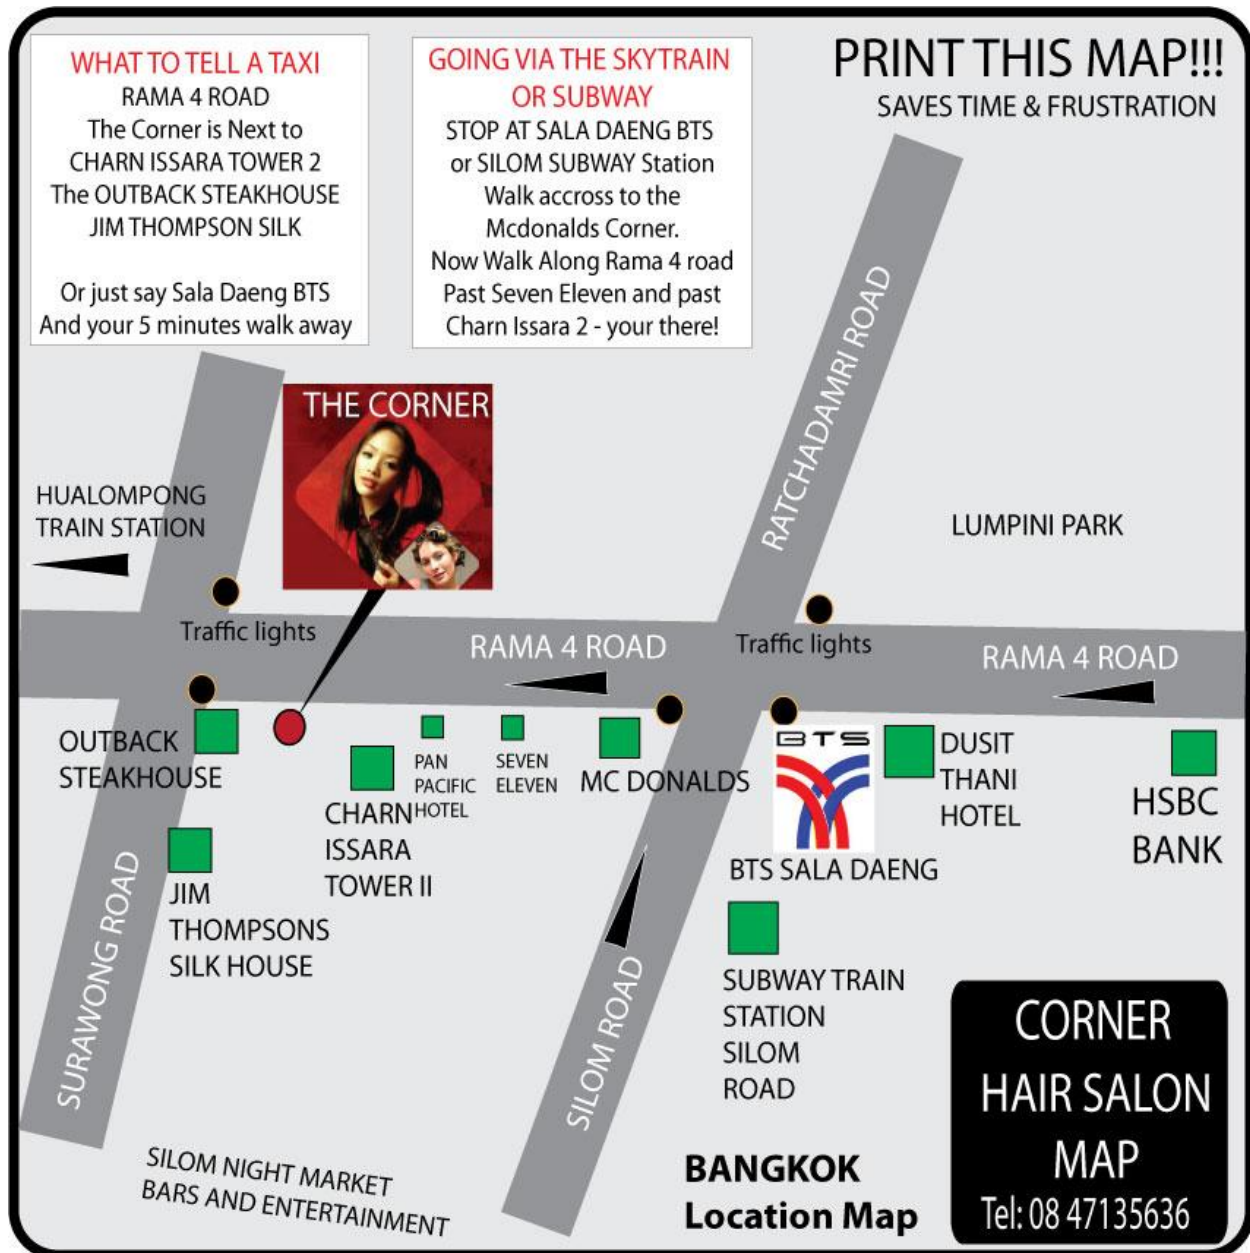 WHAT TO TELL A TAXI
RAMA 4 ROAD
The Corner is Next to
CHARN ISSARA TOWER 2
The OUTBACK STEAKHOUSE
JIM THOMPSON SILK
Or just say Sala Daeng BTS
And your 5 minutes walk away
GOING VIA THE SKYTRAIN
OR SUBWAY
STOP AT SALA DAENG BTS
or SILOM SUBWAY Station
Walk accross to the
Mcdonalds Corner.
Now Walk Along Rama 4 road
Past Seven Eleven and past
Charn Issara 2 - your there!
PRINT THIS MAP!!!
SAVES TIME & FRUSTRATION
THE CORNER
RATCHADAMRI ROAD
HUALOMPONG
TRAIN STATION
LUMPINI PARK
Traffic lights
RAMA 4 ROAD
Traffic lights
RAMA 4 ROAD
OUTBACK
STEAKHOUSE
CHARN
ISSARA
TOWER II
PAN
PACIFIC
HOTEL
SEVEN
ELEVEN
MC DONALDS
BTS
BTS SALA DAENG
DUSIT
THANI
HOTEL
HSBC
BANK
JIM
THOMPSONS
SILK HOUSE
SURAWONG ROAD
SILOM ROAD
SUBWAY TRAIN
STATION
SILOM
ROAD
SILOM NIGHT MARKET
BARS AND ENTERTAINMENT
BANGKOK
Location Map
CORNER
HAIR SALON
MAP
Tel: 08 47135636